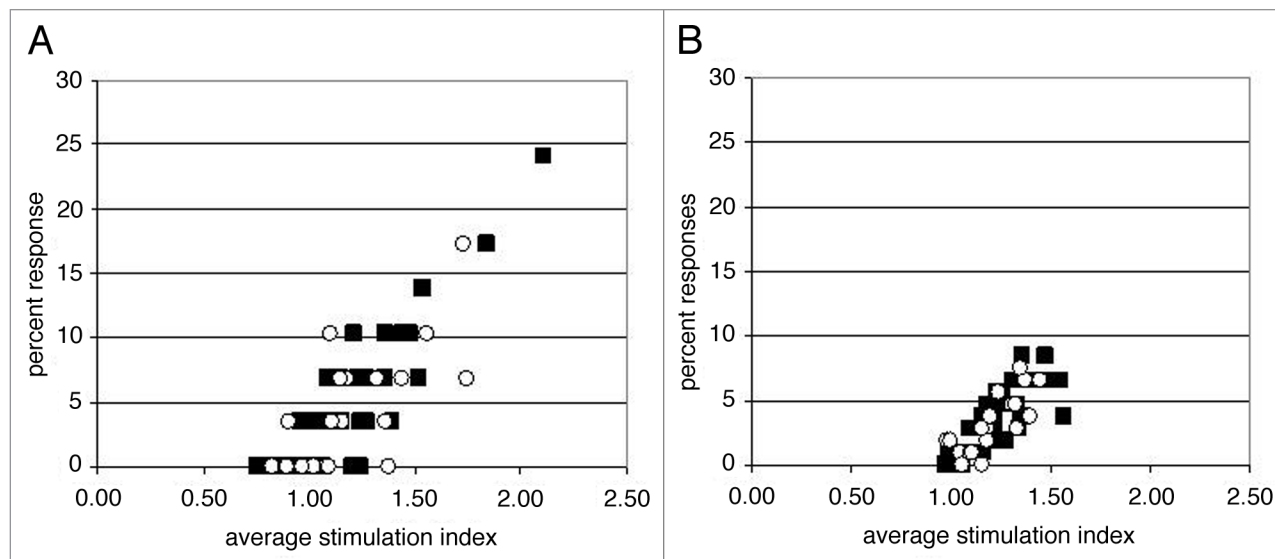 A
percent response
30
25
20
15
10
5
0
0.00 0.50 1.00 1.50 2.00 2.50
average stimulation index
B
percent responses
30
25
20
15
10
5
0
0.00 0.50 1.00 1.50 2.00 2.50
average stimulation index